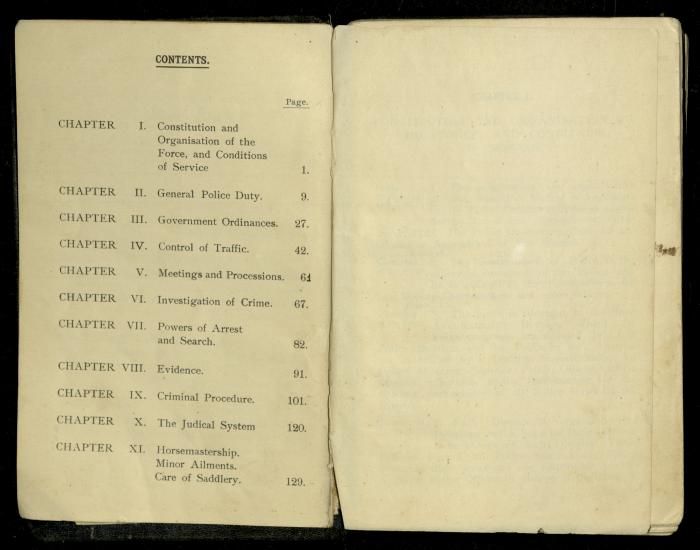 CONTENTS.
Page.
CHAPTER I. Constitution and
Organisation of the
Force, and Conditions
of Service 1.
CHAPTER II. General Police Duty. 9.
CHAPTER III. Government Ordinances. 27.
CHAPTER IV. Control of Traffic. 42.
CHAPTER V. Meetings and Processions. 61
CHAPTER VI. Investigation of Crime. 67.
CHAPTER VII. Powers of Arrest
and Search. 82.
CHAPTER VIII. Evidence. 91.
CHAPTER IX. Criminal Procedure. 101.
CHAPTER X. The Judical System 120.
CHAPTER XI. Horsemastership.
Minor Ailments.
Care of Saddlery. 129.